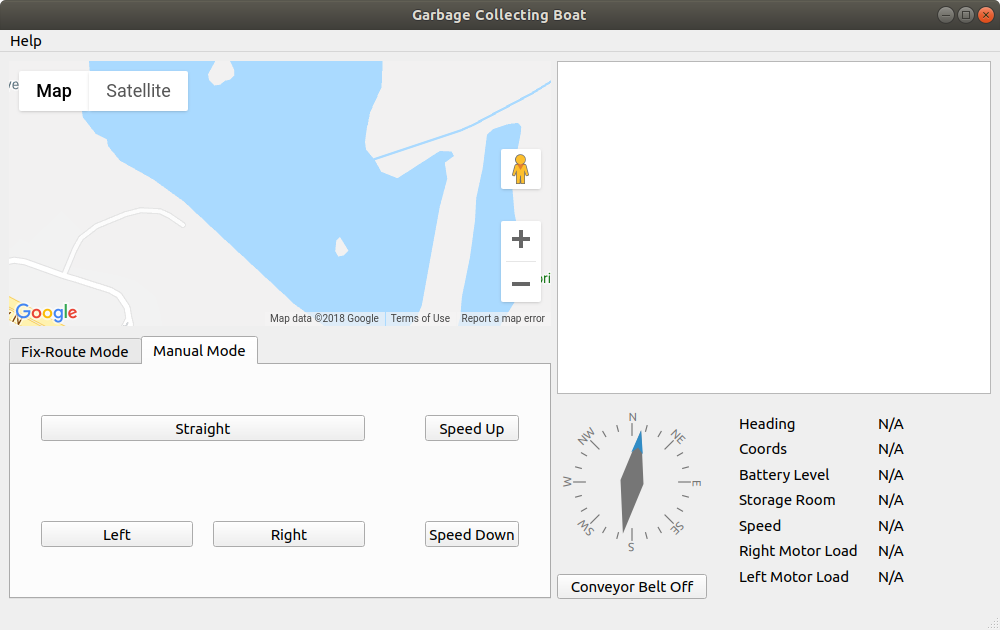 Garbage Collecting Boat
Help
Map Satellite
Google
Map data ©2018 Google Terms of Use Report a map error
Fix-Route Mode Manual Mode
Straight Speed Up
Left Right Speed Down
N
NE
E
SE
S
SW
W
NW
Conveyor Belt Off
Heading N/A
Coords N/A
Battery Level N/A
Storage Room N/A
Speed N/A
Right Motor Load N/A
Left Motor Load N/A